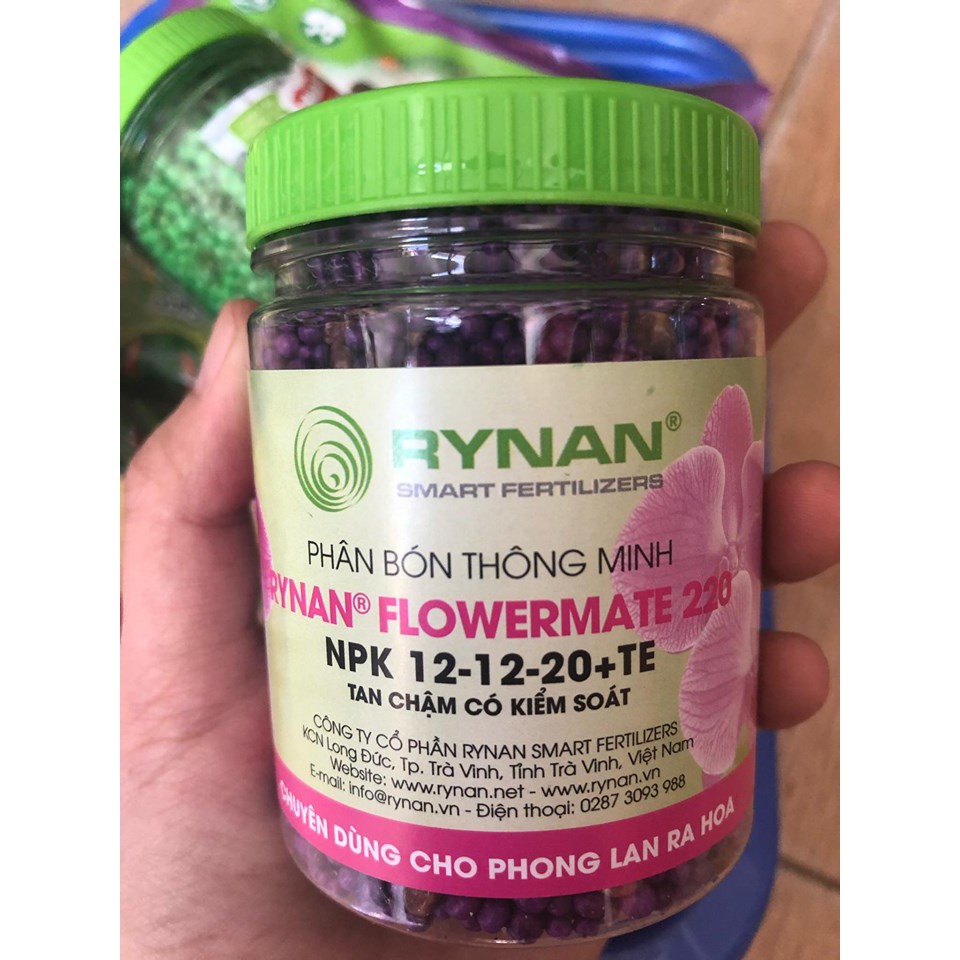 RYNAN®
SMART FERTILIZERS
PHÂN BÓN THÔNG MINH
RYNAN® FLOWERMATE 220
NPK 12-12-20+TE
TAN CHẬM CÓ KIỂM SOÁT
CÔNG TY CỔ PHẦN RYNAN SMART FERTILIZERS
KCN Long Đức, Tp. Trà Vinh, Tỉnh Trà Vinh, Việt Nam
Website: www.rynan.net - www.rynan.vn
E-mail: info@rynan.vn - Điện thoại: 0287 3093 988
CHUYÊN DÙNG CHO PHONG LAN RA HOA